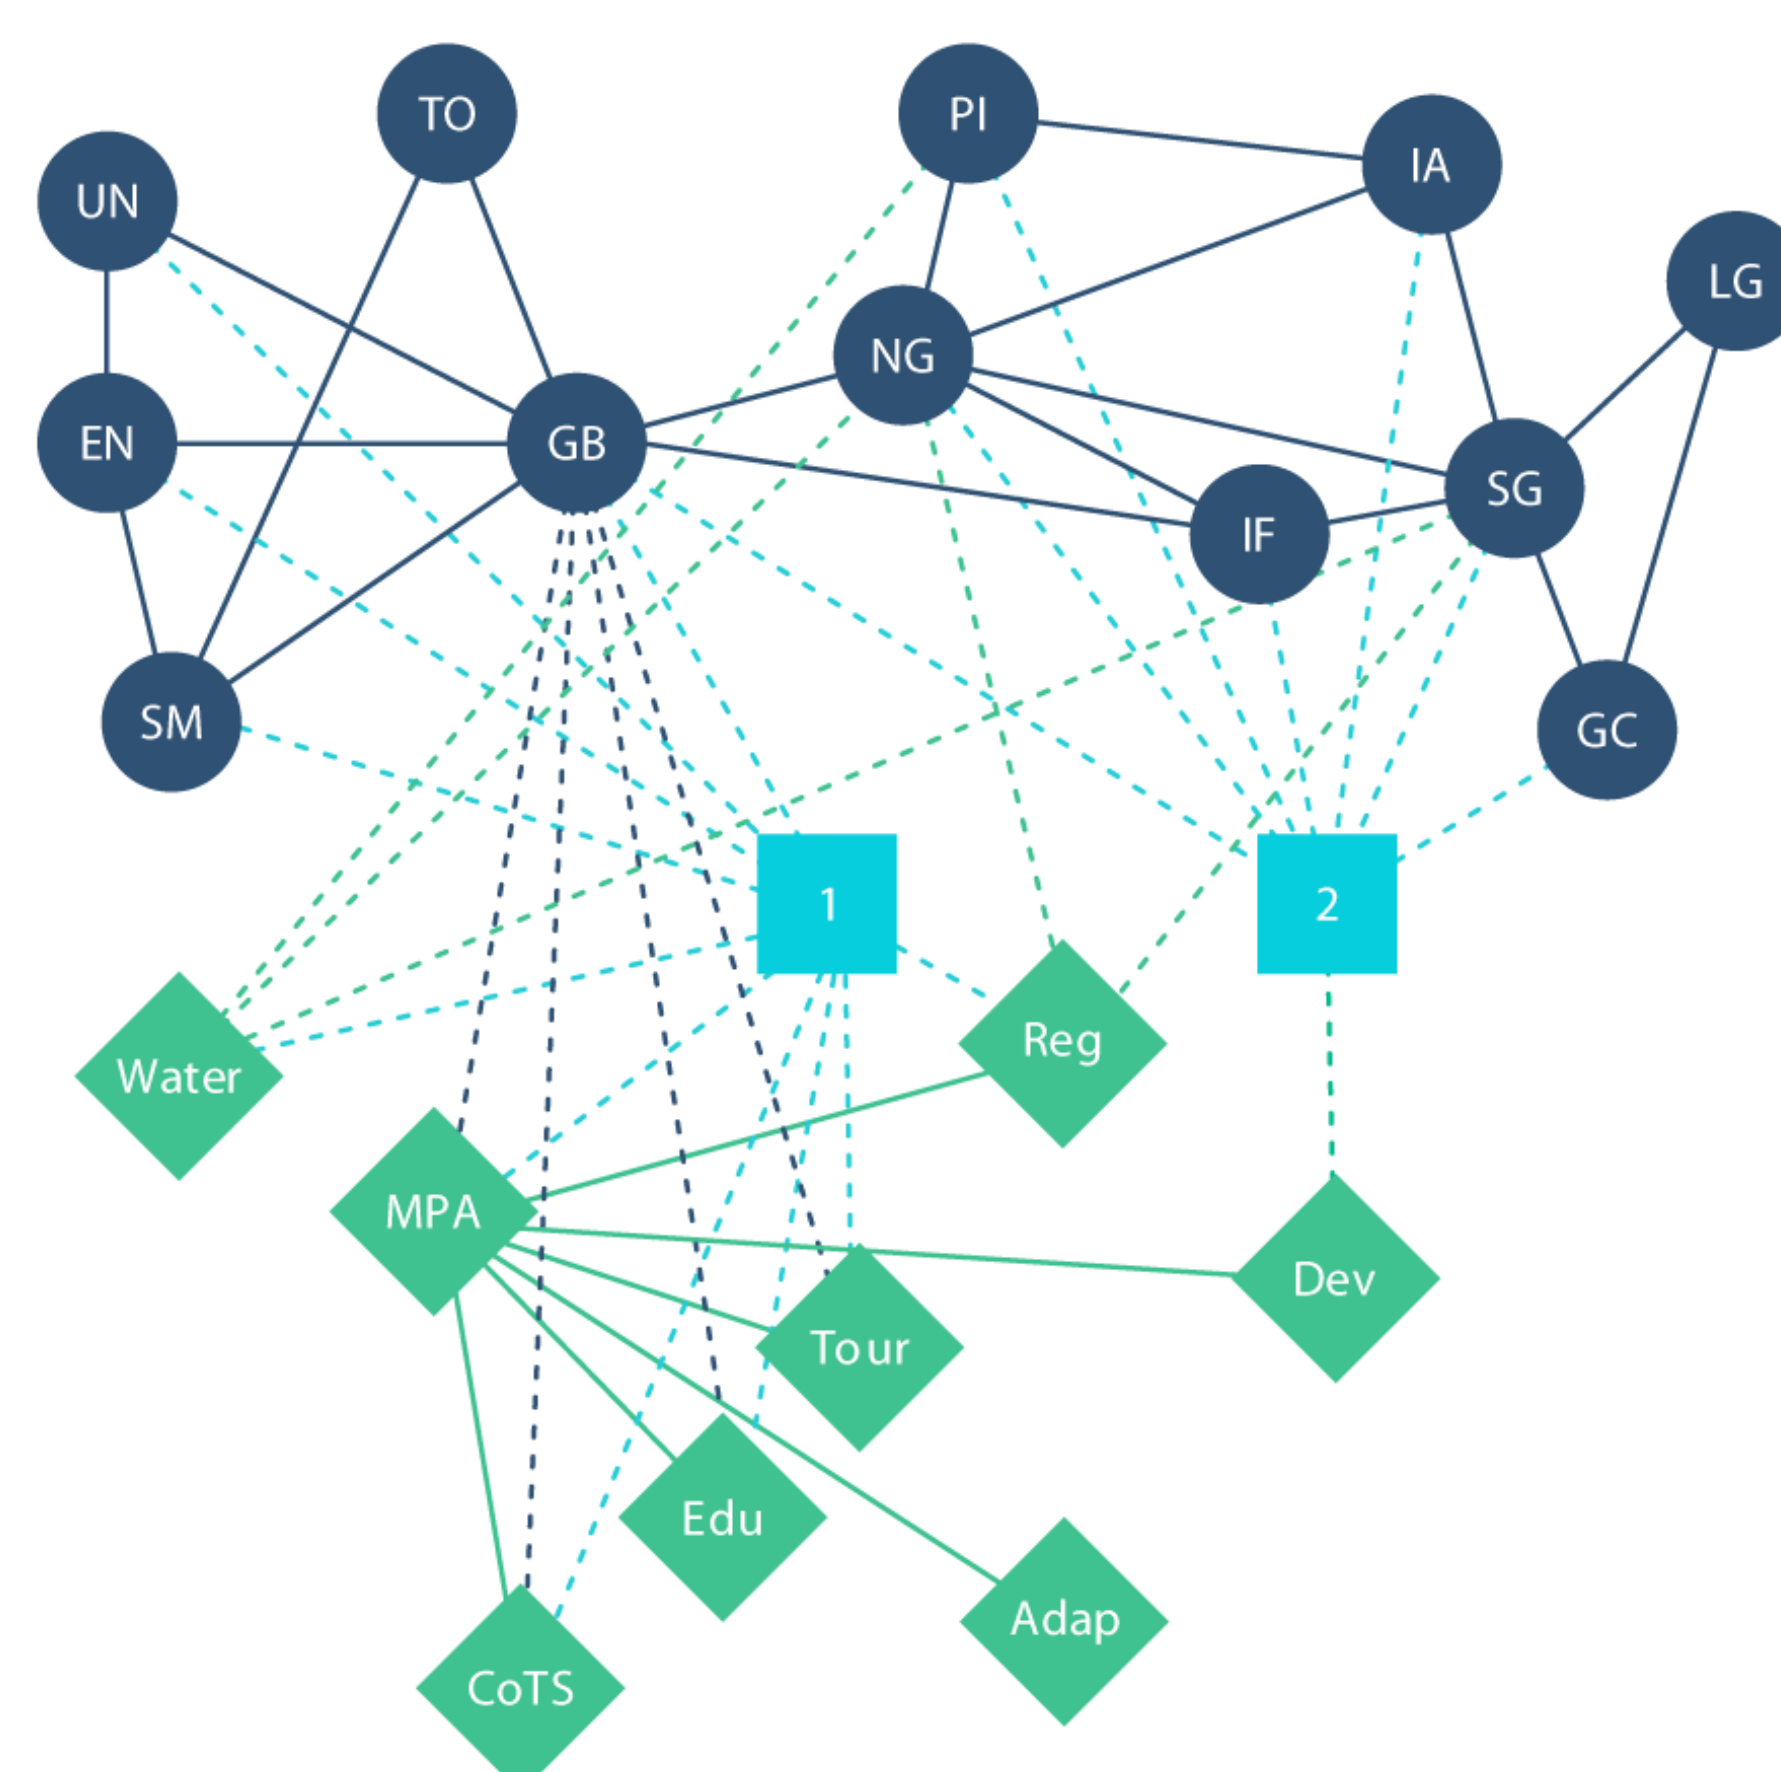 TO
PI
IA
UN
LG
NG
EN
GB
SG
IF
SM
GC
1
2
Reg
Water
MPA
Dev
Tour
Edu
Adap
CoTS